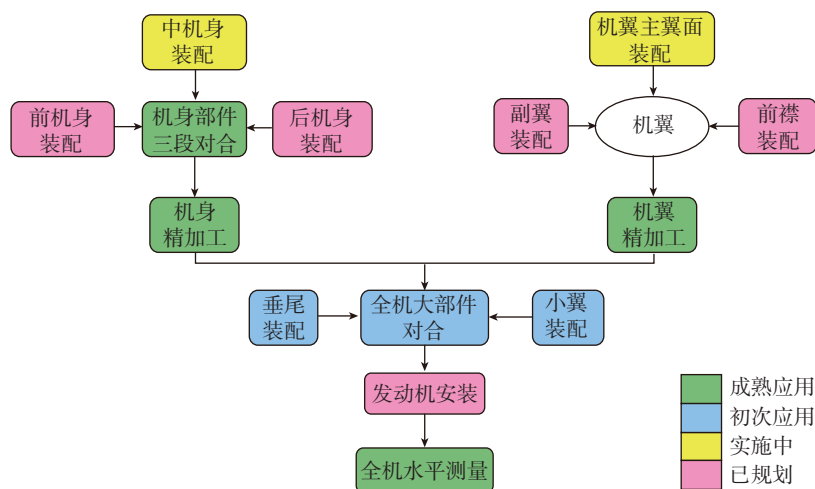 中机身
装配
机翼主翼面
装配
前机身
装配
机身部件
三段对合
后机身
装配
副翼
装配
机翼
前襟
装配
机身
精加工
机翼
精加工
垂尾
装配
全机大部件
对合
小翼
装配
发动机安装
全机水平测量
成熟应用
初次应用
实施中
已规划